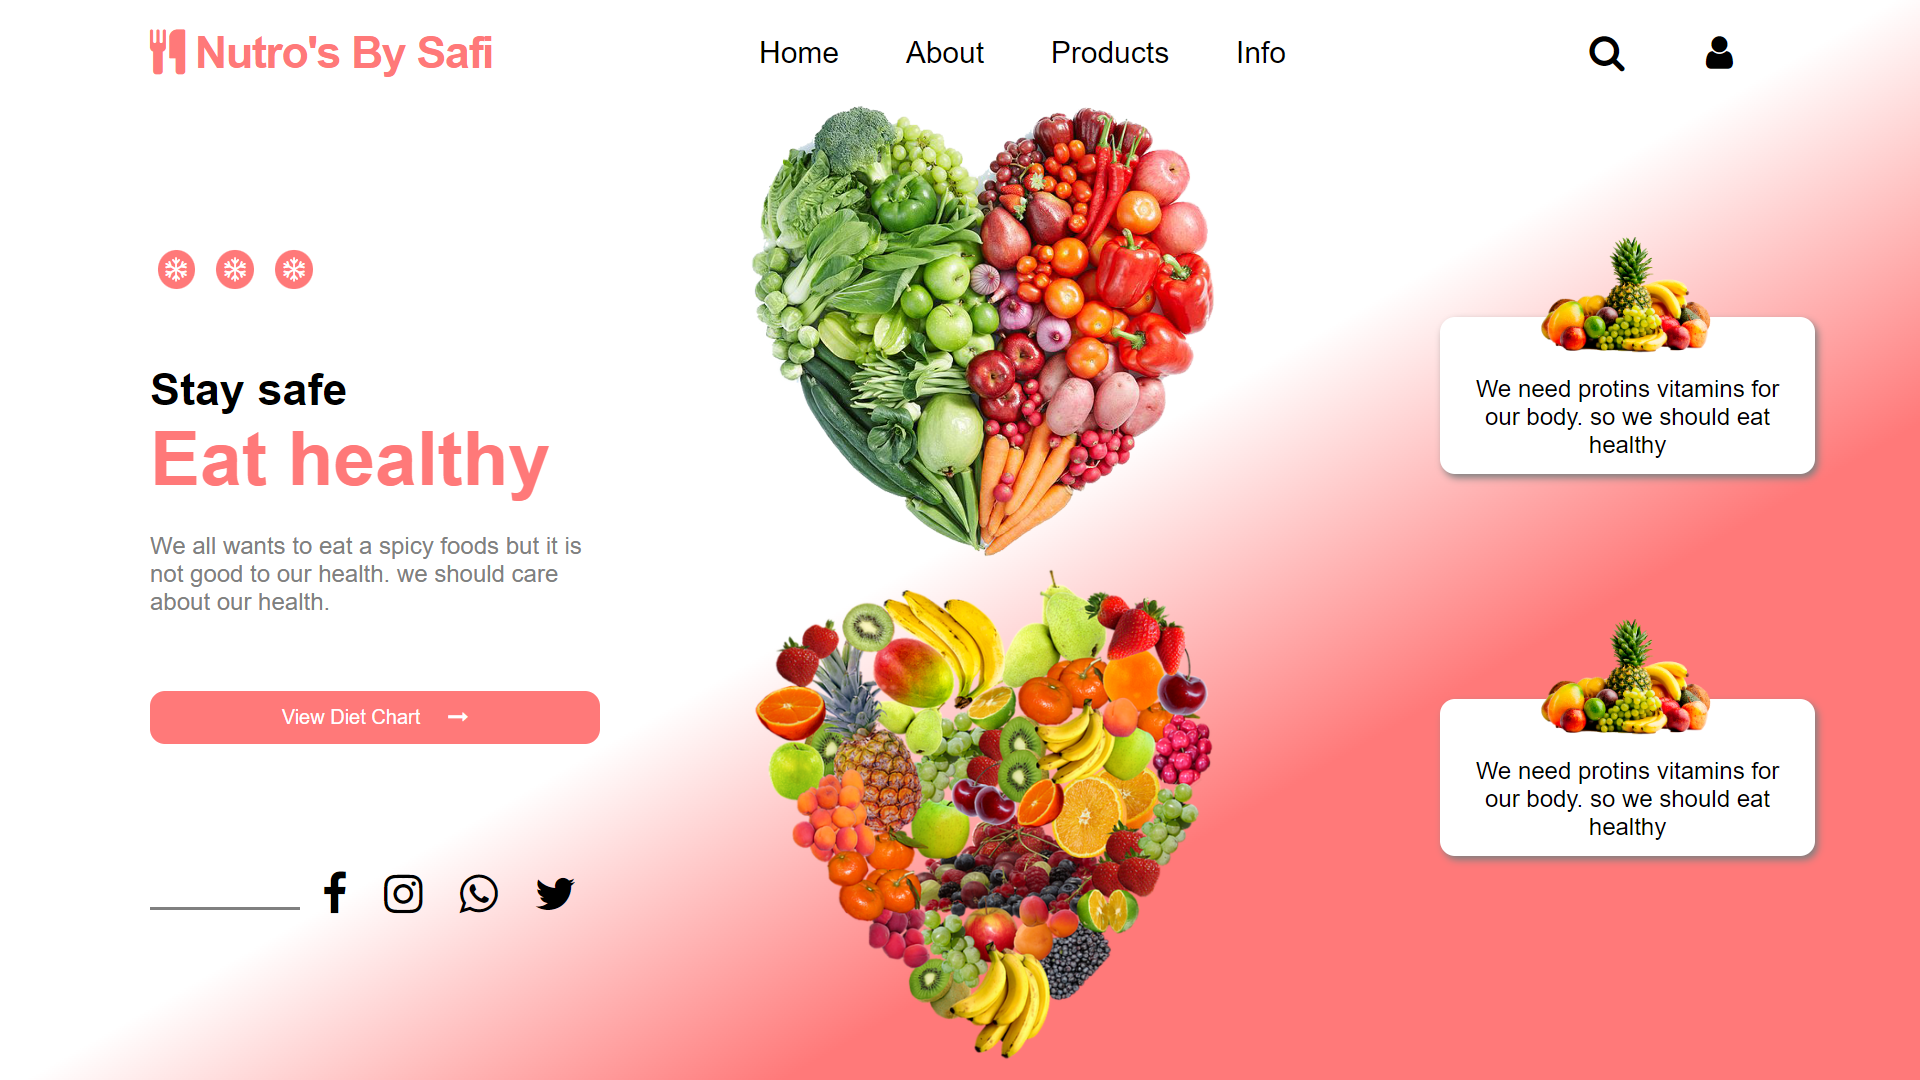 Nutro's By Safi
Home
About
Products
Info
Stay safe
Eat healthy
We all wants to eat a spicy foods but it is
not good to our health. we should care
about our health.
View Diet Chart
We need protins vitamins for
our body. so we should eat
healthy
We need protins vitamins for
our body. so we should eat
healthy